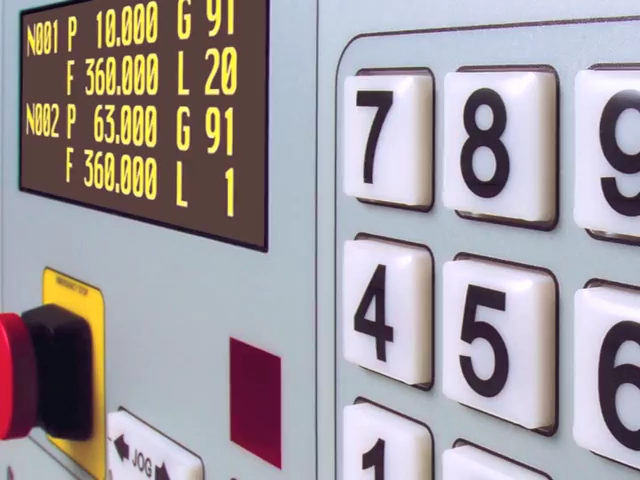 N001 P 10.000 G 91
F 360.000 L 20
N002 P 63.000 G 91
F 360.000 L 1
7 8 9
4 5 6
1
JOG